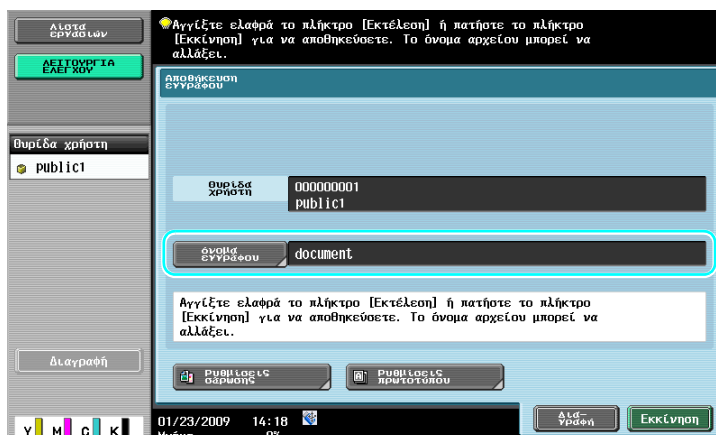 Λίστα
εργασιών
Αγγίξτε ελαφρά το πλήκτρο [Εκτέλεση] ή πατήστε το πλήκτρο
[Εκκίνηση] για να αποθηκεύσετε. Το όνομα αρχείου μπορεί να
αλλάξει.
ΛΕΙΤΟΥΡΓΙΑ
ΕΛΕΓΧΟΥ
Αποθήκευση
εγγράφου
Θυρίδα χρήστη
public1
Θυρίδα
χρήστη
000000001
public1
όνομα
εγγράφου
document
Αγγίξτε ελαφρά το πλήκτρο [Εκτέλεση] ή πατήστε το πλήκτρο
[Εκκίνηση] για να αποθηκεύσετε. Το όνομα αρχείου μπορεί να
αλλάξει.
Διαγραφή
Ρυθμίσεις
σάρωσης
Ρυθμίσεις
πρωτοτύπου
01/23/2009 14:18
Μνήμη 0%
Δια-
γραφή
Εκκίνηση
Y M C K